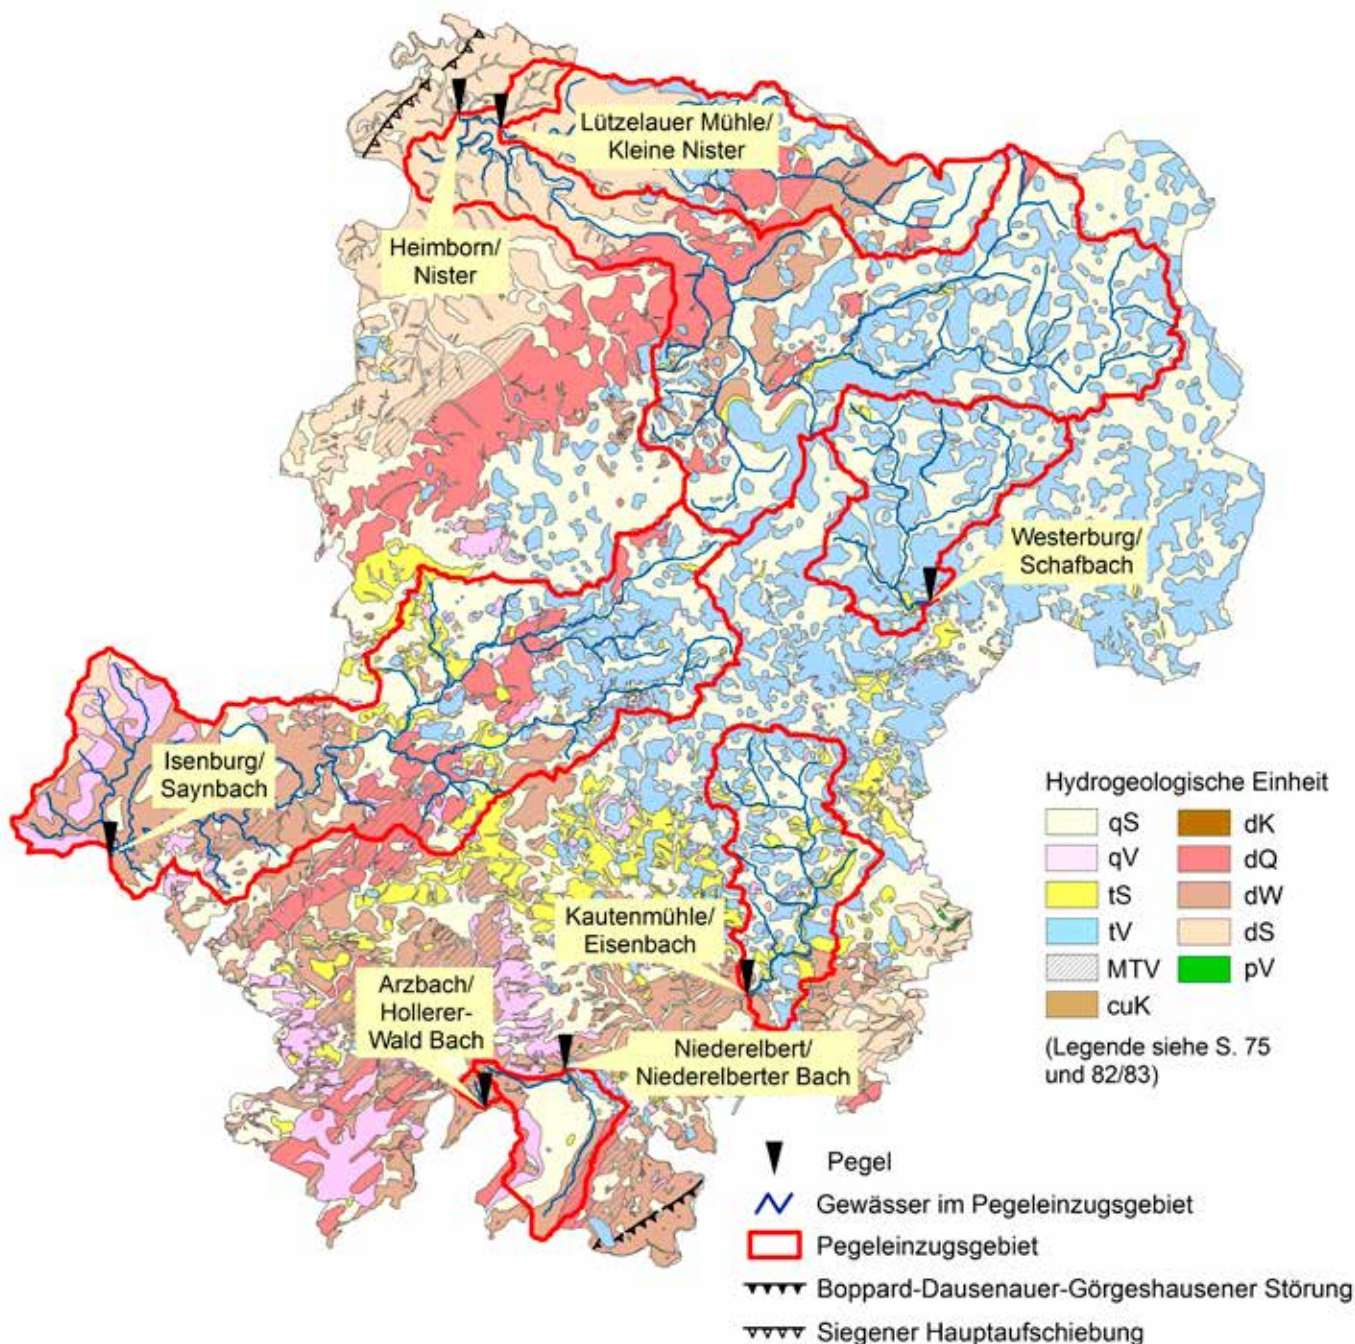 Lützelauer Mühle/
Kleine Nister
Heimborn/
Nister
Westerburg/
Schafbach
Isenburg/
Saynbach
Kautenmühle/
Eisenbach
Arzbach/
Hollerer-
Wald Bach
Niederelbert/
Niederelberter Bach
Hydrogeologische Einheit
qS
qV
tS
tV
MTV
cuK
dK
dQ
dW
dS
pV
(Legende siehe S. 75
und 82/83)
Pegel
Gewässer im Pegeleinzugsgebiet
Pegeleinzugsgebiet
Boppard-Dausenauer-Görgeshausener Störung
Siegener Hauptaufschiebung